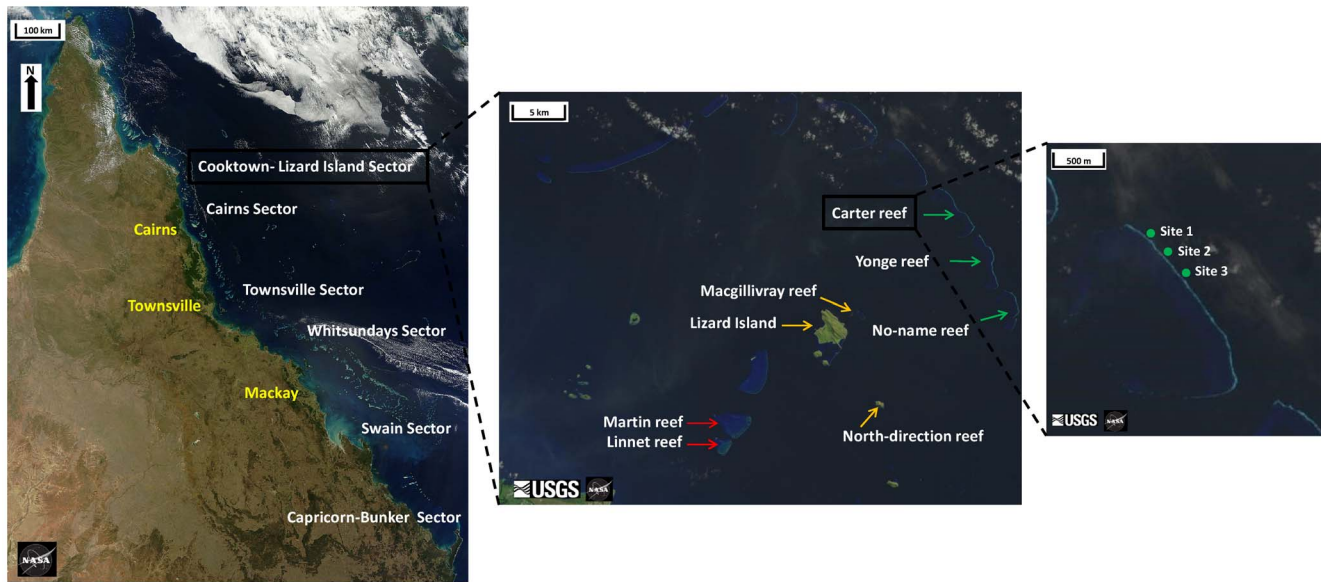 100 km
N
Cooktown- Lizard Island Sector
Cairns Sector
Cairns
Townsville Sector
Townsville
Whitsundays Sector
Mackay
Swain Sector
Capricorn-Bunker Sector
NASA
5 km
Carter reef
Yonge reef
Macgillivray reef
Lizard Island
No-name reef
Martin reef
Linnet reef
North-direction reef
USGS
NASA
500 m
Site 1
Site 2
Site 3
USGS
NASA